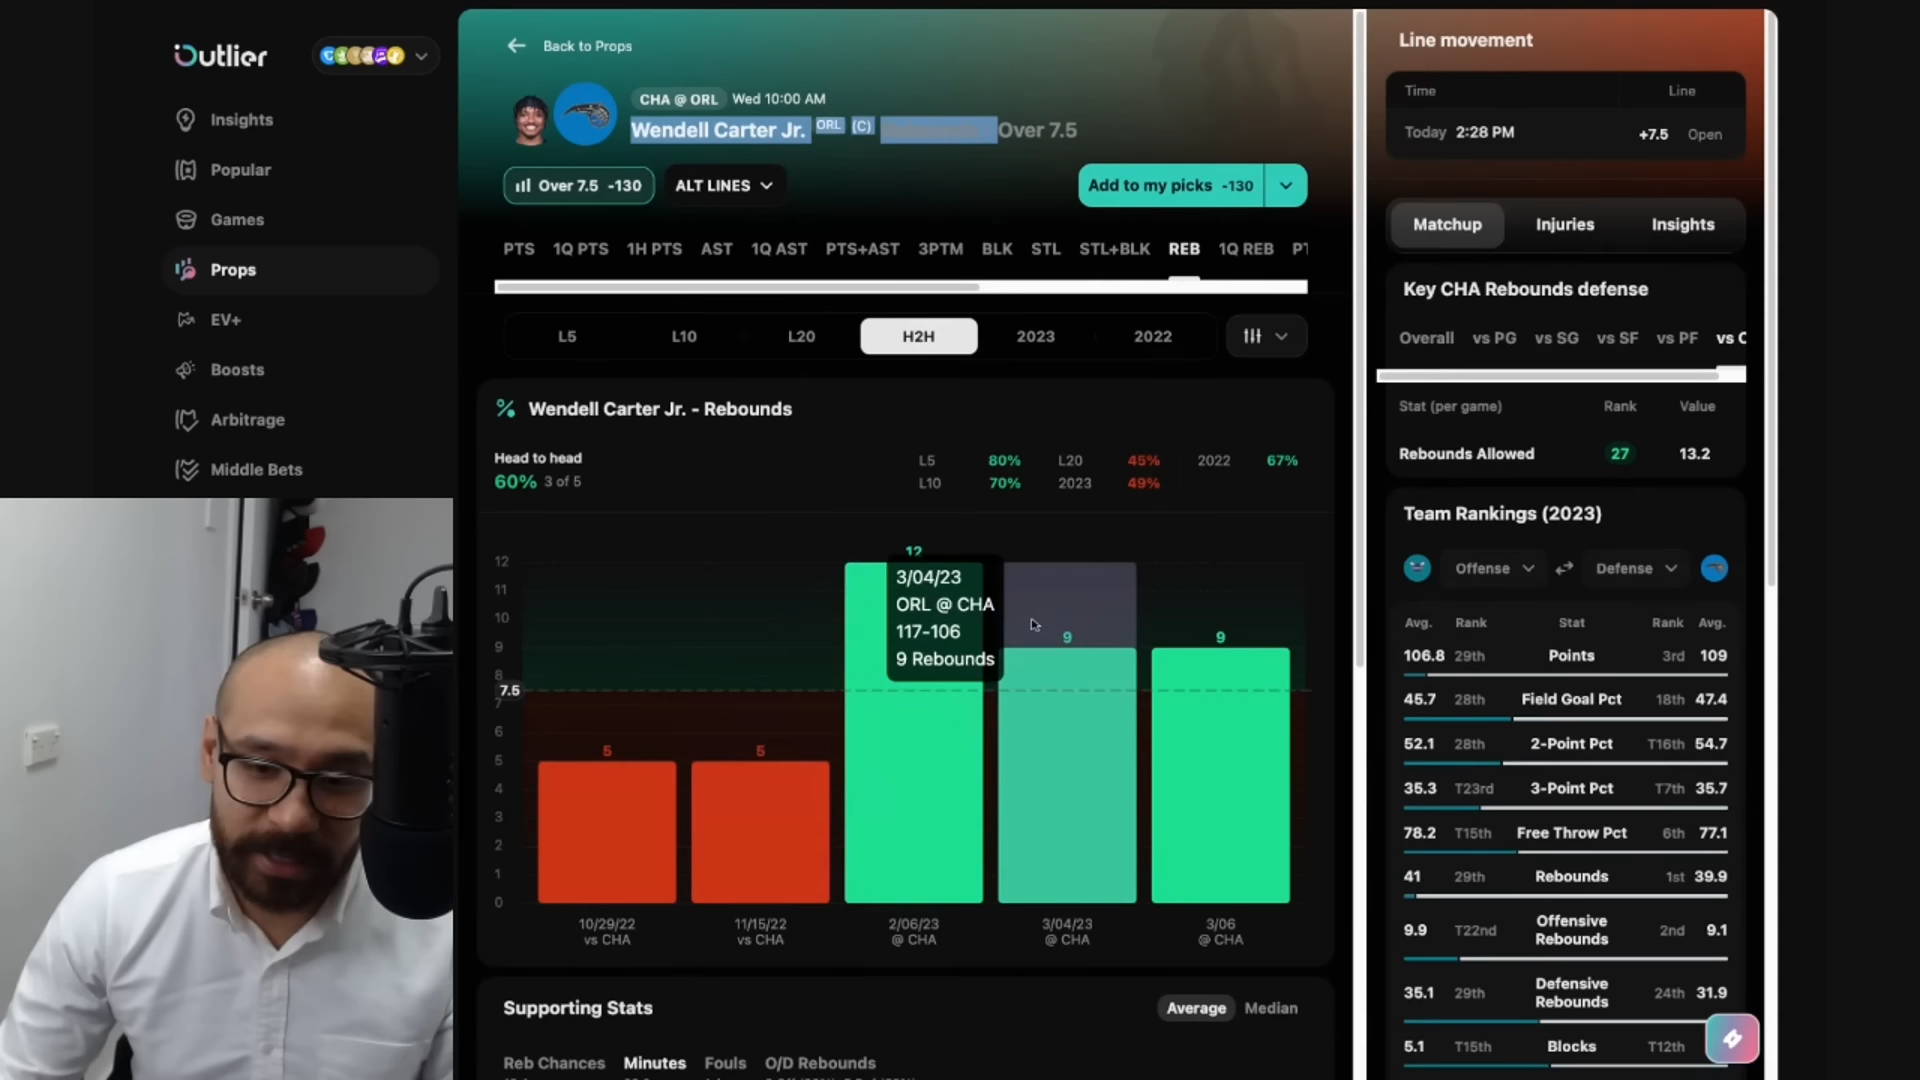 Outlier
Insights
Popular
Games
Props
EV+
Boosts
Arbitrage
Middle Bets
Back to Props
CHA @ ORL Wed 10:00 AM
Wendell Carter Jr. ORL (C) Over 7.5
Over 7.5 -130 ALT LINES
Add to my picks -130
PTS 1Q PTS 1H PTS AST 1Q AST PTS+AST 3PTM BLK STL STL+BLK REB 1Q REB PT
L5 L10 L20 H2H 2023 2022
Wendell Carter Jr. - Rebounds
Head to head
60% 3 of 5
L5 80% L20 45% 2022 67%
L10 70% 2023 49%
12
11
10
9
8
7.5
7
6
5
4
3
2
1
0
5
5
12
9
9
3/04/23
ORL @ CHA
117-106
9 Rebounds
10/29/22
vs CHA
11/15/22
vs CHA
2/06/23
@ CHA
3/04/23
@ CHA
3/06
@ CHA
Supporting Stats
Average Median
Reb Chances Minutes Fouls O/D Rebounds
Line movement
Time Line
Today 2:28 PM +7.5 Open
Matchup Injuries Insights
Key CHA Rebounds defense
Overall vs PG vs SG vs SF vs PF vs C
Stat (per game) Rank Value
Rebounds Allowed 27 13.2
Team Rankings (2023)
Offense Defense
Avg. Rank Stat Rank Avg.
106.8 29th Points 3rd 109
45.7 28th Field Goal Pct 18th 47.4
52.1 28th 2-Point Pct T16th 54.7
35.3 T23rd 3-Point Pct T7th 35.7
78.2 T15th Free Throw Pct 6th 77.1
41 29th Rebounds 1st 39.9
9.9 T22nd Offensive Rebounds 2nd 9.1
35.1 29th Defensive Rebounds 24th 31.9
5.1 T15th Blocks T12th